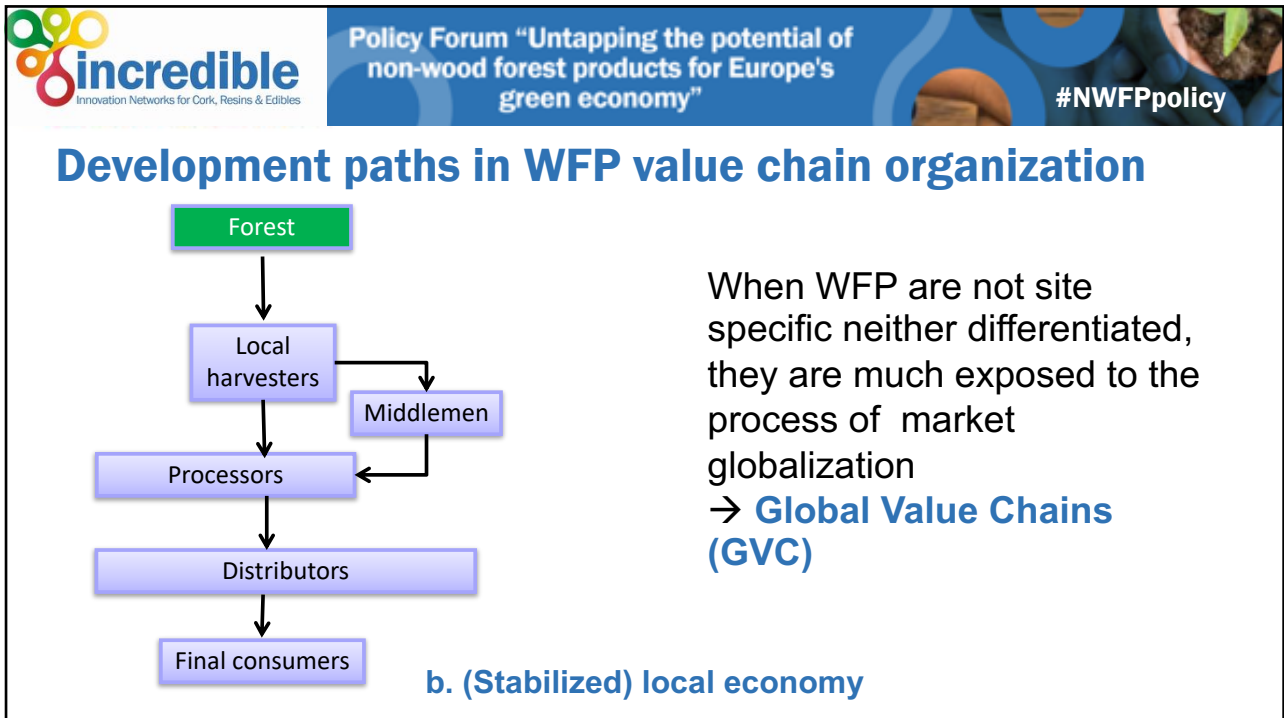 incredible
Innovation Networks for Cork, Resins & Edibles
Policy Forum “Untapping the potential of
non-wood forest products for Europe's
green economy”
#NWFPpolicy
Development paths in WFP value chain organization
Forest
Local
harvesters
Middlemen
Processors
Distributors
Final consumers
When WFP are not site
specific neither differentiated,
they are much exposed to the
process of market
globalization
→ Global Value Chains
(GVC)
b. (Stabilized) local economy